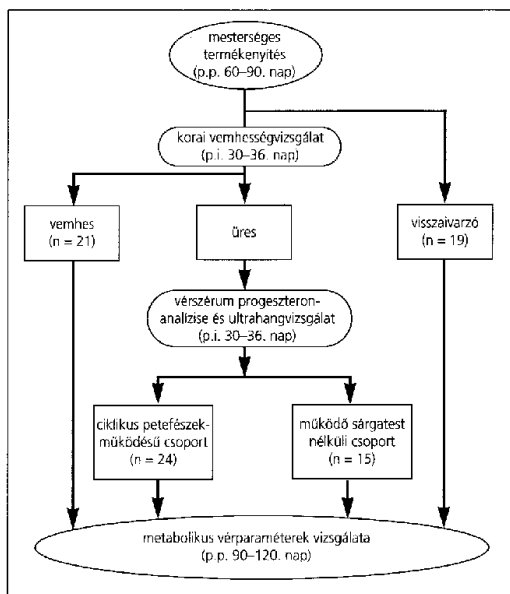 mesterséges
termékenyítés
(p.p. 60–90. nap)
korai vemhességvizsgálat
(p.i. 30–36. nap)
vemhes
(n = 21)
üres
visszaivarzó
(n = 19)
vérszérum progeszteron-
analízise és ultrahangvizsgálat
(p.i. 30–36. nap)
ciklikus petefészek-
működésű csoport
(n = 24)
működő sárgatest
nélküli csoport
(n = 15)
metabolikus vérparaméterek vizsgálata
(p.p. 90–120. nap)